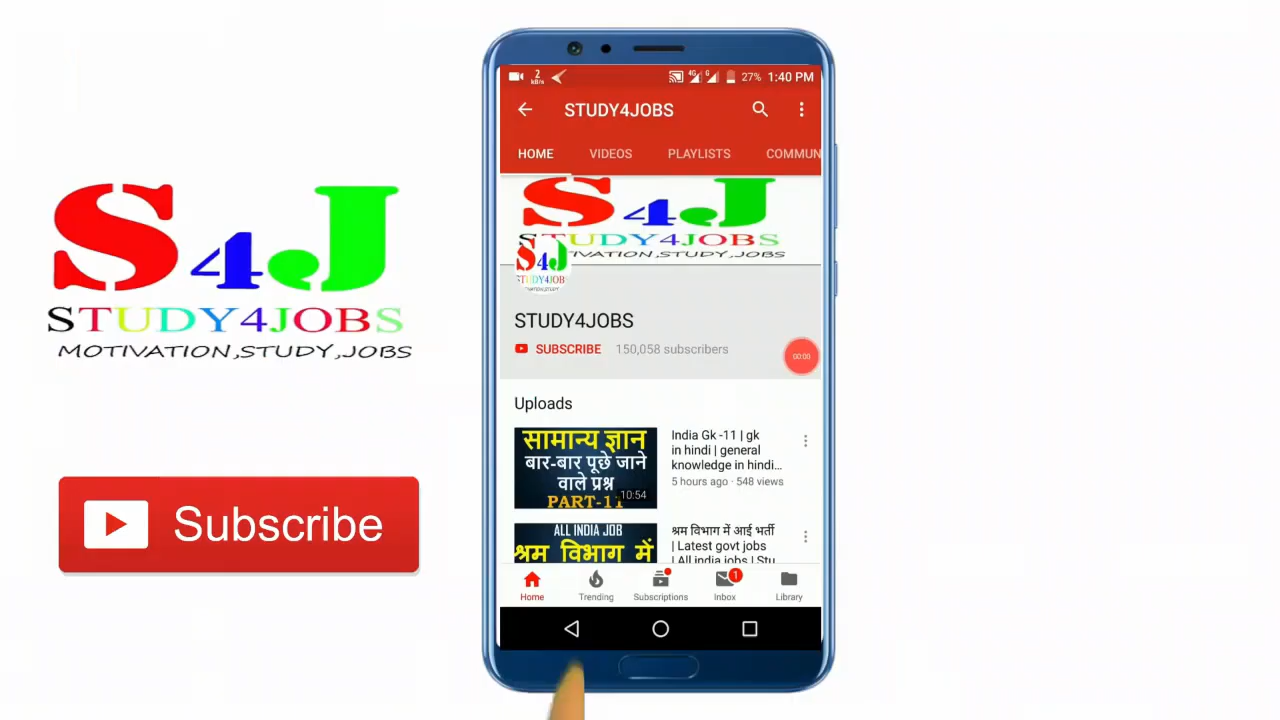 S4J
STUDY4JOBS
MOTIVATION,STUDY,JOBS
Subscribe
2
kB/s
4G
G
27% 1:40 PM
STUDY4JOBS
HOME VIDEOS PLAYLISTS COMMUN
S4J
STUDY4JOBS
MOTIVATION,STUDY,JOBS
S4J
STUDY4JOBS
STUDY4JOBS
SUBSCRIBE 150,058 subscribers
00:00
Uploads
सामान्य ज्ञान
बार-बार पूछे जाने
वाले प्रश्न
PART-11
10:54
India Gk -11 | gk
in hindi | general
knowledge in hindi...
5 hours ago · 548 views
ALL INDIA JOB
श्रम विभाग में
श्रम विभाग में आई भर्ती
| Latest govt jobs
| All india jobs | Stu
1
Home Trending Subscriptions Inbox Library